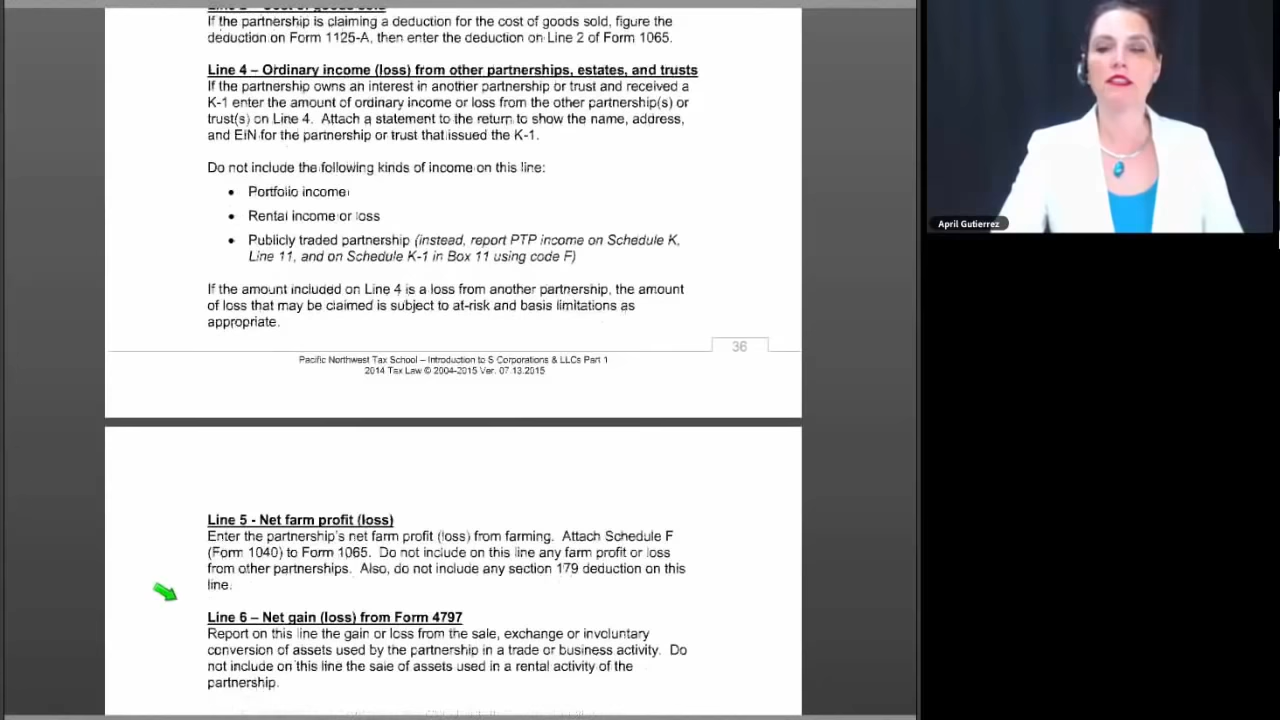 Line 2 – Cost of goods sold
If the partnership is claiming a deduction for the cost of goods sold, figure the
deduction on Form 1125-A, then enter the deduction on Line 2 of Form 1065.
Line 4 – Ordinary income (loss) from other partnerships, estates, and trusts
If the partnership owns an interest in another partnership or trust and received a
K-1 enter the amount of ordinary income or loss from the other partnership(s) or
trust(s) on Line 4. Attach a statement to the return to show the name, address,
and EIN for the partnership or trust that issued the K-1.
Do not include the following kinds of income on this line:
• Portfolio income
• Rental income or loss
• Publicly traded partnership (instead, report PTP income on Schedule K,
Line 11, and on Schedule K-1 in Box 11 using code F)
If the amount included on Line 4 is a loss from another partnership, the amount
of loss that may be claimed is subject to at-risk and basis limitations as
appropriate.
36
Pacific Northwest Tax School – Introduction to S Corporations & LLCs Part 1
2014 Tax Law © 2004-2015 Ver. 07.13.2015
Line 5 - Net farm profit (loss)
Enter the partnership's net farm profit (loss) from farming. Attach Schedule F
(Form 1040) to Form 1065. Do not include on this line any farm profit or loss
from other partnerships. Also, do not include any section 179 deduction on this
line.
Line 6 – Net gain (loss) from Form 4797
Report on this line the gain or loss from the sale, exchange or involuntary
conversion of assets used by the partnership in a trade or business activity. Do
not include on this line the sale of assets used in a rental activity of the
partnership.
April Gutierrez